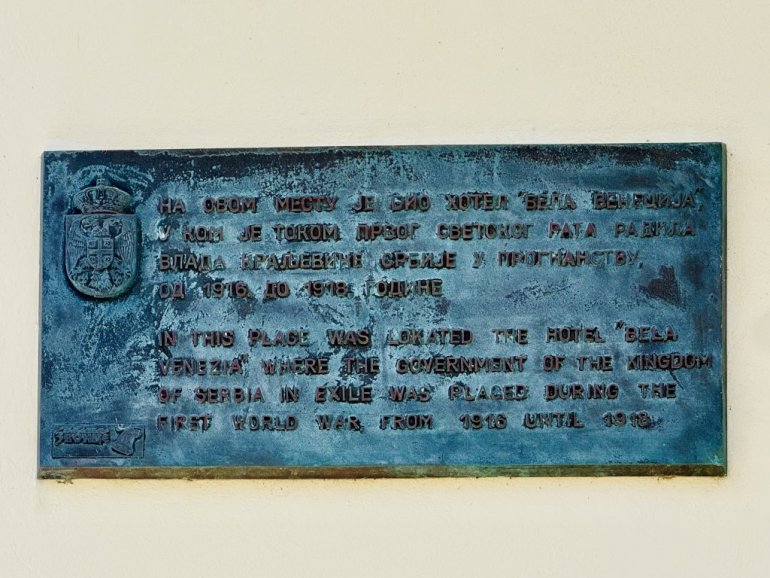 НА ОВОМ МЕСТУ ЈЕ БИО ХОТЕЛ "БЕЛА ВЕНЕЦИЈА",
У КОМ ЈЕ ТОКОМ ПРВОГ СВЕТСКОГ РАТА РАДИЛА
ВЛАДА КРАЉЕВИНЕ СРБИЈЕ У ПРОГНАНСТВУ,
ОД 1916. ДО 1918. ГОДИНЕ
IN THIS PLACE WAS LOKATED THE HOTEL "BELA
VENEZIA", WHERE THE GOVERNMENT OF THE KINGDOM
OF SERBIA IN EXILE WAS PLACED DURING THE
FIRST WORLD WAR, FROM 1916 UNTIL 1918.